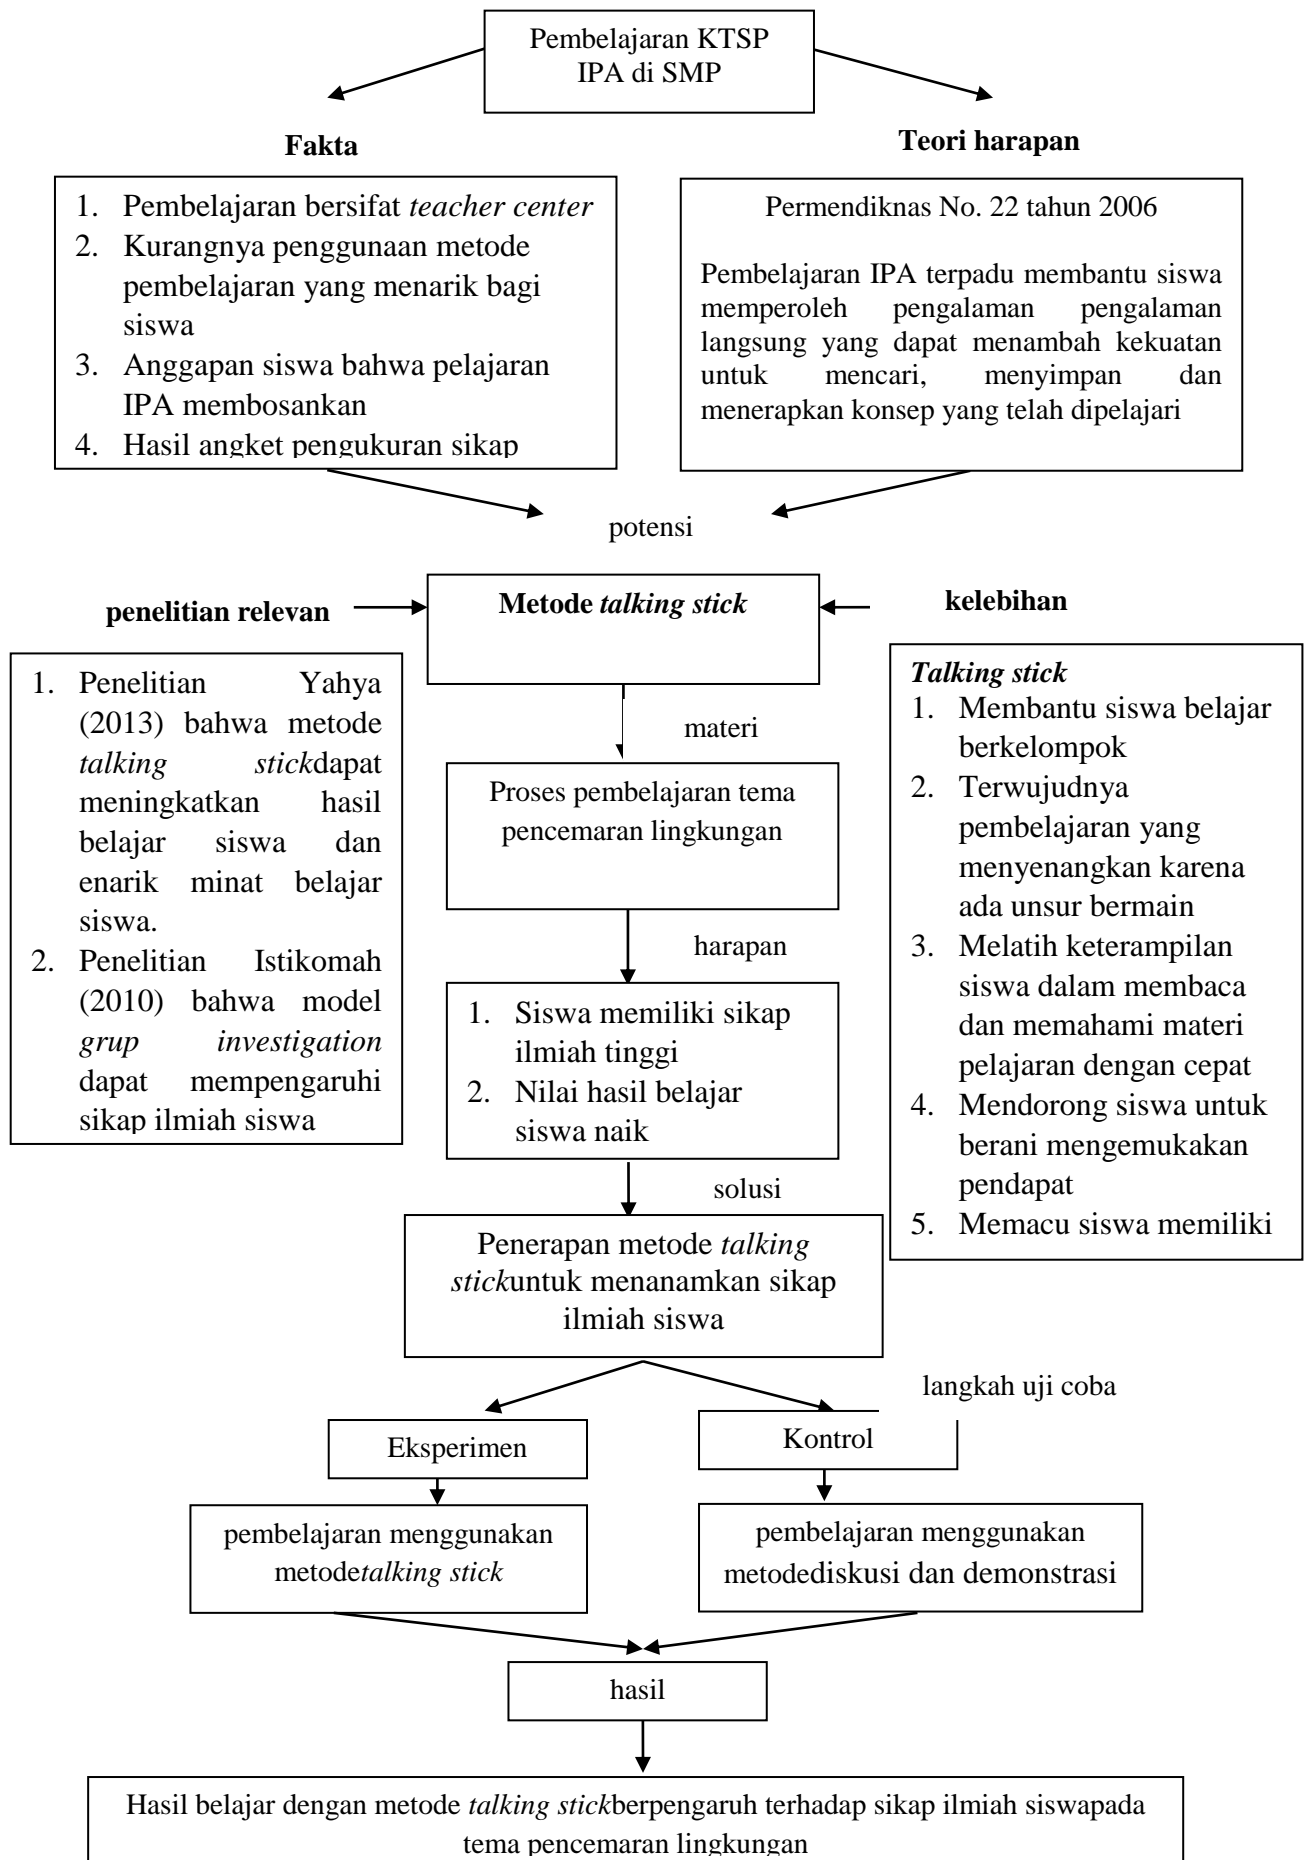 Pembelajaran KTSP
IPA di SMP
Fakta
Teori harapan
1. Pembelajaran bersifat teacher center
2. Kurangnya penggunaan metode
pembelajaran yang menarik bagi
siswa
3. Anggapan siswa bahwa pelajaran
IPA membosankan
4. Hasil angket pengukuran sikap
Permendiknas No. 22 tahun 2006
Pembelajaran IPA terpadu membantu siswa
memperoleh pengalaman pengalaman
langsung yang dapat menambah kekuatan
untuk mencari, menyimpan dan
menerapkan konsep yang telah dipelajari
potensi
penelitian relevan
Metode talking stick
kelebihan
1. Penelitian Yahya
(2013) bahwa metode
talking stickdapat
meningkatkan hasil
belajar siswa dan
enarik minat belajar
siswa.
2. Penelitian Istikomah
(2010) bahwa model
grup investigation
dapat mempengaruhi
sikap ilmiah siswa
materi
Proses pembelajaran tema
pencemaran lingkungan
harapan
1. Siswa memiliki sikap
ilmiah tinggi
2. Nilai hasil belajar
siswa naik
solusi
Talking stick
1. Membantu siswa belajar
berkelompok
2. Terwujudnya
pembelajaran yang
menyenangkan karena
ada unsur bermain
3. Melatih keterampilan
siswa dalam membaca
dan memahami materi
pelajaran dengan cepat
4. Mendorong siswa untuk
berani mengemukakan
pendapat
5. Memacu siswa memiliki
Penerapan metode talking
stickuntuk menanamkan sikap
ilmiah siswa
langkah uji coba
Eksperimen
Kontrol
pembelajaran menggunakan
metodetalking stick
pembelajaran menggunakan
metodediskusi dan demonstrasi
hasil
Hasil belajar dengan metode talking stickberpengaruh terhadap sikap ilmiah siswapada
tema pencemaran lingkungan